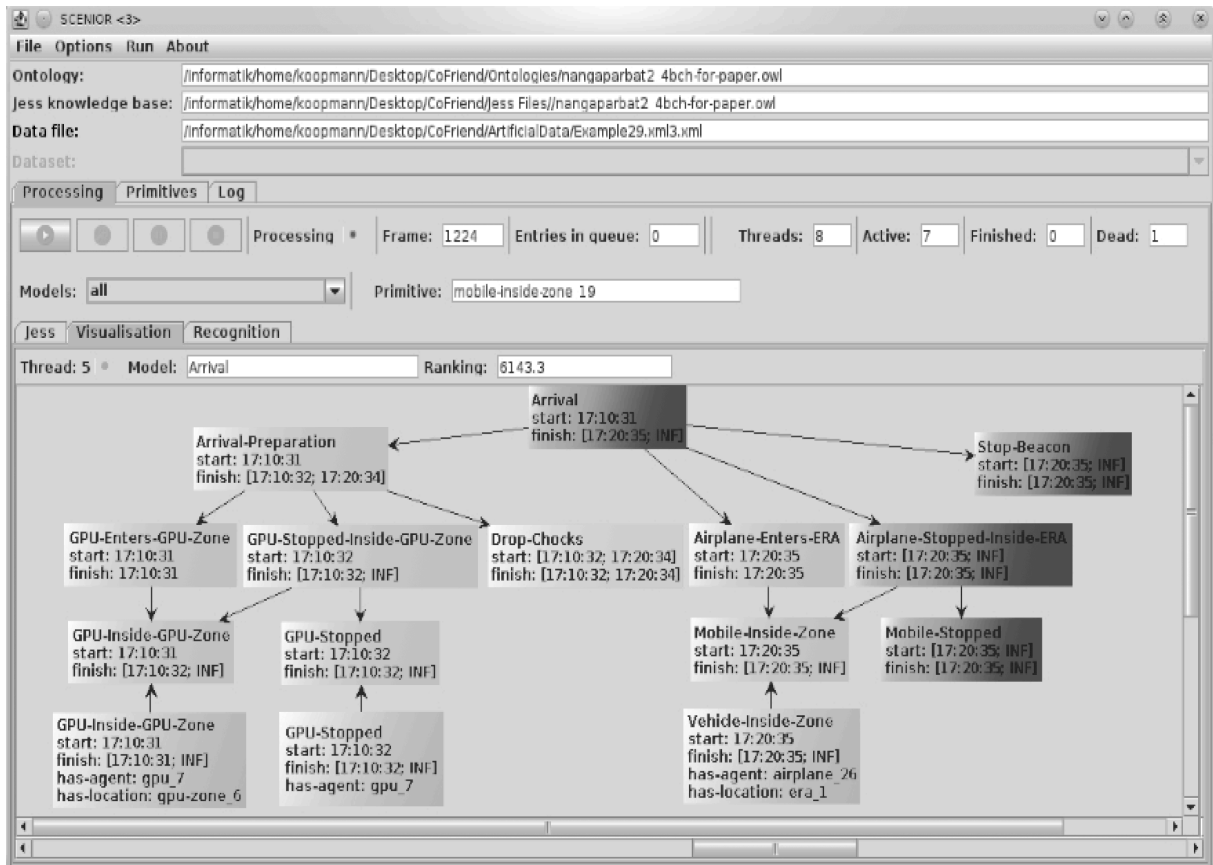 SCENIOR <3>
File Options Run About
Ontology: /informatik/home/koopmann/Desktop/CoFriend/Ontologies/nangaparbat2_4bch-for-paper.owl
Jess knowledge base: /informatik/home/koopmann/Desktop/CoFriend/Jess Files//nangaparbat2_4bch-for-paper.owl
Data file: /informatik/home/koopmann/Desktop/CoFriend/ArtificialData/Example29.xml3.xml
Dataset:
Processing Primitives Log
Processing Frame: 1224 Entries in queue: 0 Threads: 8 Active: 7 Finished: 0 Dead: 1
Models: all Primitive: mobile-inside-zone_19
Jess Visualisation Recognition
Thread: 5 Model: Arrival Ranking: 6143.3
Arrival
start: 17:10:31
finish: [17:20:35; INF]
Arrival-Preparation
start: 17:10:31
finish: [17:10:32; 17:20:34]
Stop-Beacon
start: [17:20:35; INF]
finish: [17:20:35; INF]
GPU-Enters-GPU-Zone
start: 17:10:31
finish: 17:10:31
GPU-Stopped-Inside-GPU-Zone
start: 17:10:32
finish: [17:10:32; INF]
Drop-Chocks
start: [17:10:32; 17:20:34]
finish: [17:10:32; 17:20:34]
Airplane-Enters-ERA
start: 17:20:35
finish: 17:20:35
Airplane-Stopped-Inside-ERA
start: [17:20:35; INF]
finish: [17:20:35; INF]
GPU-Inside-GPU-Zone
start: 17:10:31
finish: [17:10:32; INF]
GPU-Stopped
start: 17:10:32
finish: [17:10:32; INF]
Mobile-Inside-Zone
start: 17:20:35
finish: [17:20:35; INF]
Mobile-Stopped
start: [17:20:35; INF]
finish: [17:20:35; INF]
GPU-Inside-GPU-Zone
start: 17:10:31
finish: [17:10:31; INF]
has-agent: gpu_7
has-location: gpu-zone_6
GPU-Stopped
start: 17:10:32
finish: [17:10:32; INF]
has-agent: gpu_7
Vehicle-Inside-Zone
start: 17:20:35
finish: [17:20:35; INF]
has-agent: airplane_26
has-location: era_1